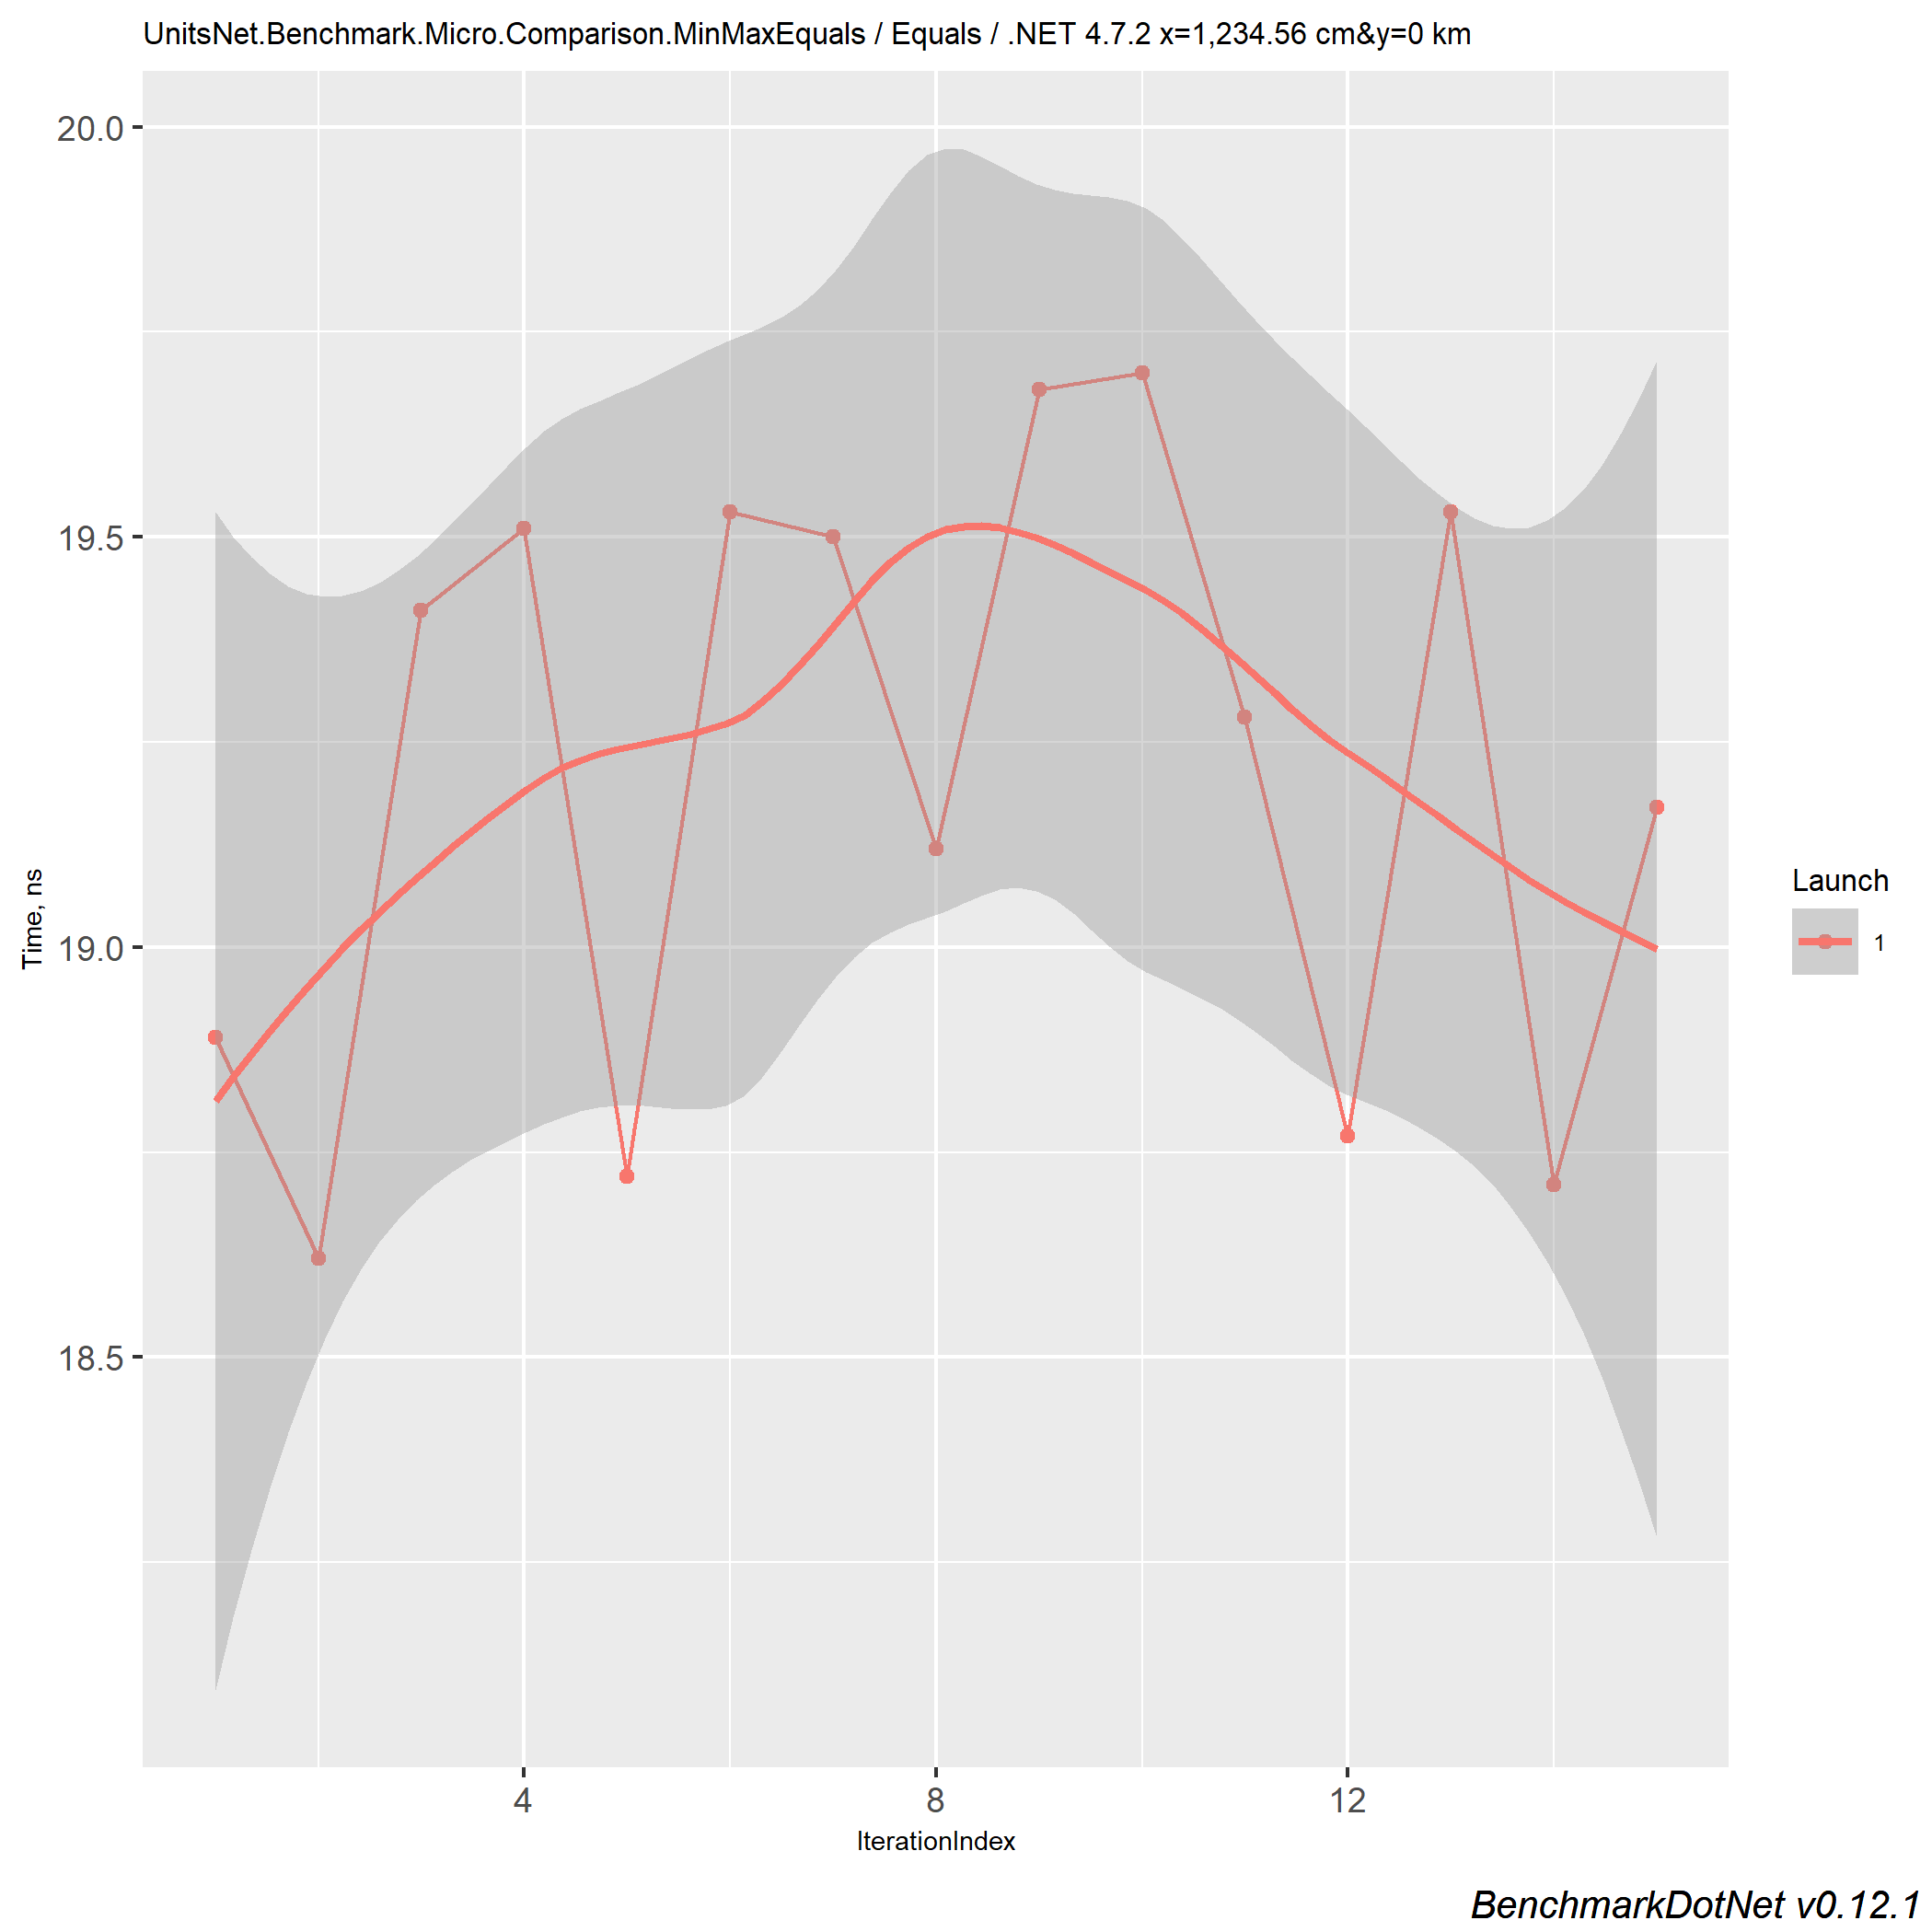 UnitsNet.Benchmark.Micro.Comparison.MinMaxEquals / Equals / .NET 4.7.2 x=1,234.56 cm&y=0 km
20.0
19.5
19.0
18.5
Time, ns
4 8 12
IterationIndex
Launch
1
BenchmarkDotNet v0.12.1